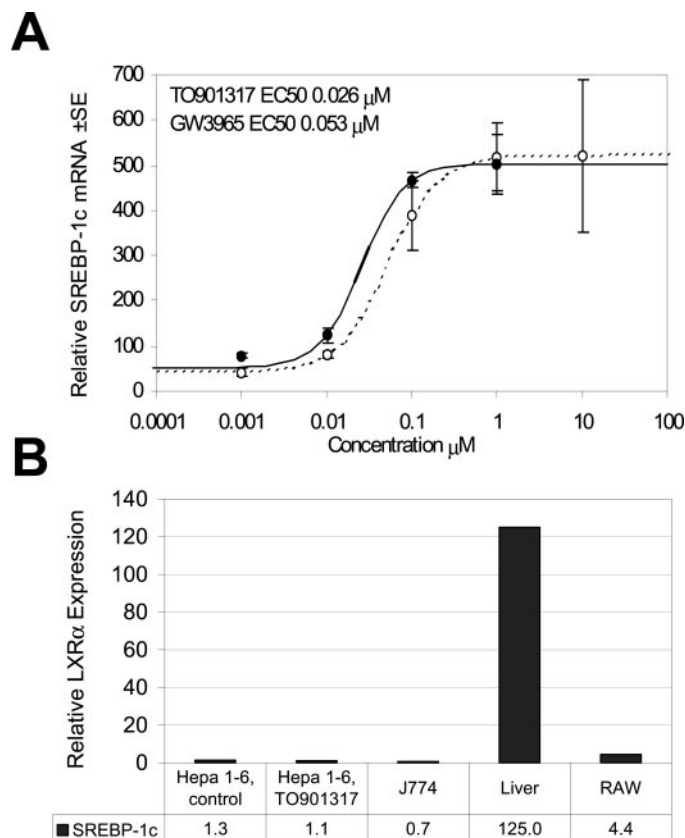 A
Relative SREBP-1c mRNA ±SE
700
600
500
400
300
200
100
0
TO901317 EC50 0.026 µM
GW3965 EC50 0.053 µM
0.0001 0.001 0.01 0.1 1 10 100
Concentration µM
B
Relative LXRα Expression
140
120
100
80
60
40
20
0
Hepa 1-6, control Hepa 1-6, TO901317 J774 Liver RAW
SREBP-1c 1.3 1.1 0.7 125.0 4.4